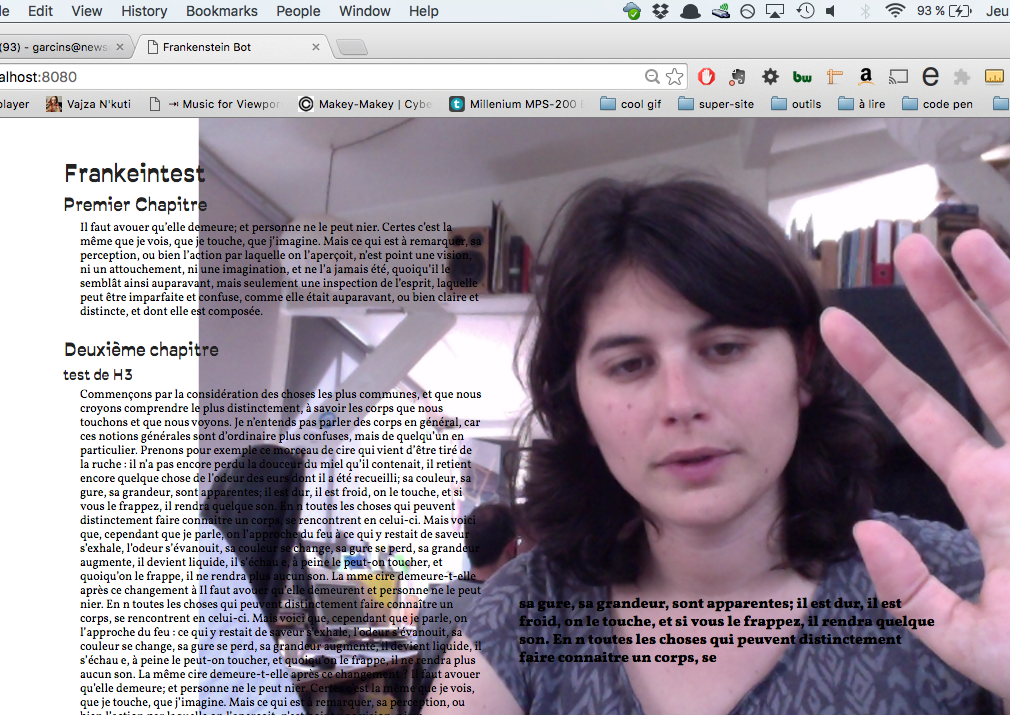 le Edit View History Bookmarks People Window Help 93 % Jeu
(93) - garcins@news Frankenstein Bot
alhost:8080
player Vajza N'kuti ⇥ Music for Viewpor Makey-Makey | Cybe Millenium MPS-200 cool gif super-site outils à lire code pen
Frankeintest
Premier Chapitre
Il faut avouer qu'elle demeure; et personne ne le peut nier. Certes c'est la
même que je vois, que je touche, que j'imagine. Mais ce qui est à remarquer, sa
perception, ou bien l'action par laquelle on l'aperçoit, n'est point une vision,
ni un attouchement, ni une imagination, et ne l'a jamais été, quoiqu'il le
semblât ainsi auparavant, mais seulement une inspection de l'esprit, laquelle
peut être imparfaite et confuse, comme elle était auparavant, ou bien claire et
distincte, et dont elle est composée.
Deuxième chapitre
test de H3
Commençons par la considération des choses les plus communes, et que nous
croyons comprendre le plus distinctement, à savoir les corps que nous
touchons et que nous voyons. Je n'entends pas parler des corps en général, car
ces notions générales sont d'ordinaire plus confuses, mais de quelqu'un en
particulier. Prenons pour exemple ce morceau de cire qui vient d'être tiré de
la ruche : il n'a pas encore perdu la douceur du miel qu'il contenait, il retient
encore quelque chose de l'odeur des eurs dont il a été recueilli; sa couleur, sa
gure, sa grandeur, sont apparentes; il est dur, il est froid, on le touche, et si
vous le frappez, il rendra quelque son. En n toutes les choses qui peuvent
distinctement faire connaitre un corps, se rencontrent en celui-ci. Mais voici
que, cependant que je parle, on l'approche du feu à ce qui y restait de saveur
s'exhale, l'odeur s'évanouit, sa couleur se change, sa gure se perd, sa grandeur
augmente, il devient liquide, il s'échau e, à peine le peut-on toucher, et
quoiqu'on le frappe, il ne rendra plus aucun son. La mme cire demeure-t-elle
après ce changement à Il faut avouer qu'elle demeurent et personne ne le peut
nier. En n toutes les choses qui peuvent distinctement faire connaitre un
corps, se rencontrent en celui-ci. Mais voici que, cependant que je parle, on
l'approche du feu : ce qui y restait de saveur s'exhale, l'odeur s'évanouit, sa
couleur se change, sa gure se perd, sa grandeur augmente, il devient liquide, il
s'échau e, à peine le peut-on toucher, et quoiqu'on le frappe, il ne rendra plus
aucun son. La même cire demeure-t-elle après ce changement ? Il faut avouer
qu'elle demeure; et personne ne le peut nier. Certes c'est la même que je vois,
que je touche, que j'imagine. Mais ce qui est à remarquer, sa perception, ou
sa gure, sa grandeur, sont apparentes; il est dur, il est
froid, on le touche, et si vous le frappez, il rendra quelque
son. En n toutes les choses qui peuvent distinctement
faire connaitre un corps, se